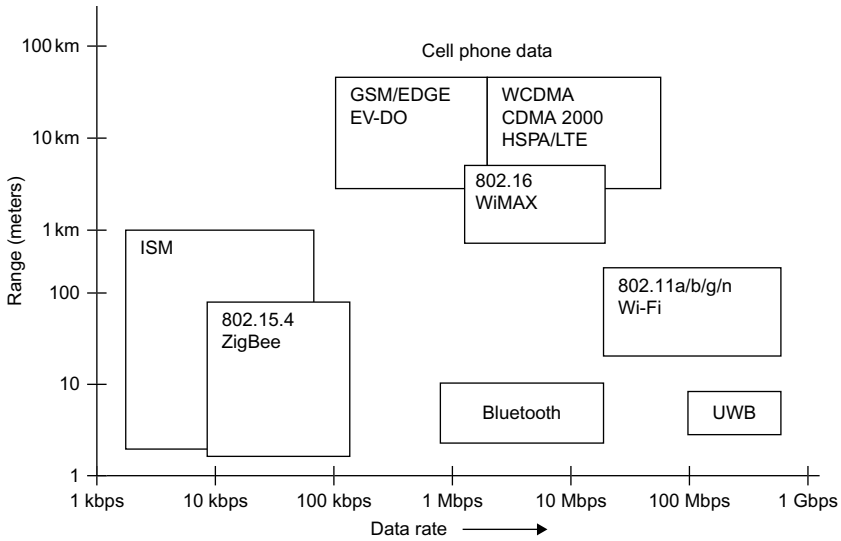 Cell phone data
100 km
GSM/EDGE
EV-DO
WCDMA
CDMA 2000
HSPA/LTE
10 km
802.16
WiMAX
1 km
ISM
802.11a/b/g/n
Wi-Fi
100
802.15.4
ZigBee
10
Bluetooth
UWB
1
Range (meters)
1 kbps
10 kbps
100 kbps
1 Mbps
10 Mbps
100 Mbps
1 Gbps
Data rate